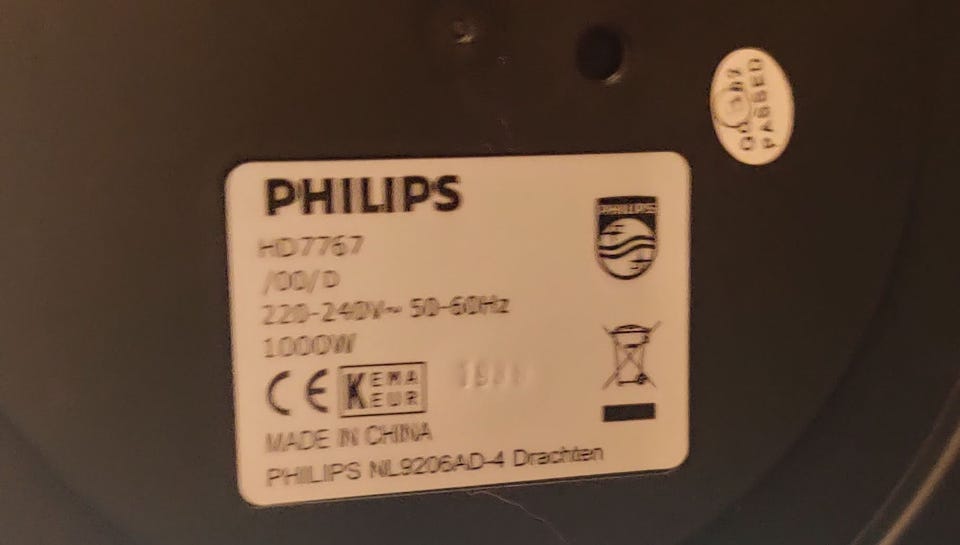 PHILIPS
HD7767
/00/D
220-240V~ 50-60Hz
1000W
CE KEMA
KEUR
MADE IN CHINA
PHILIPS NL9206AD-4 Drachten
PHILIPS
PASSED